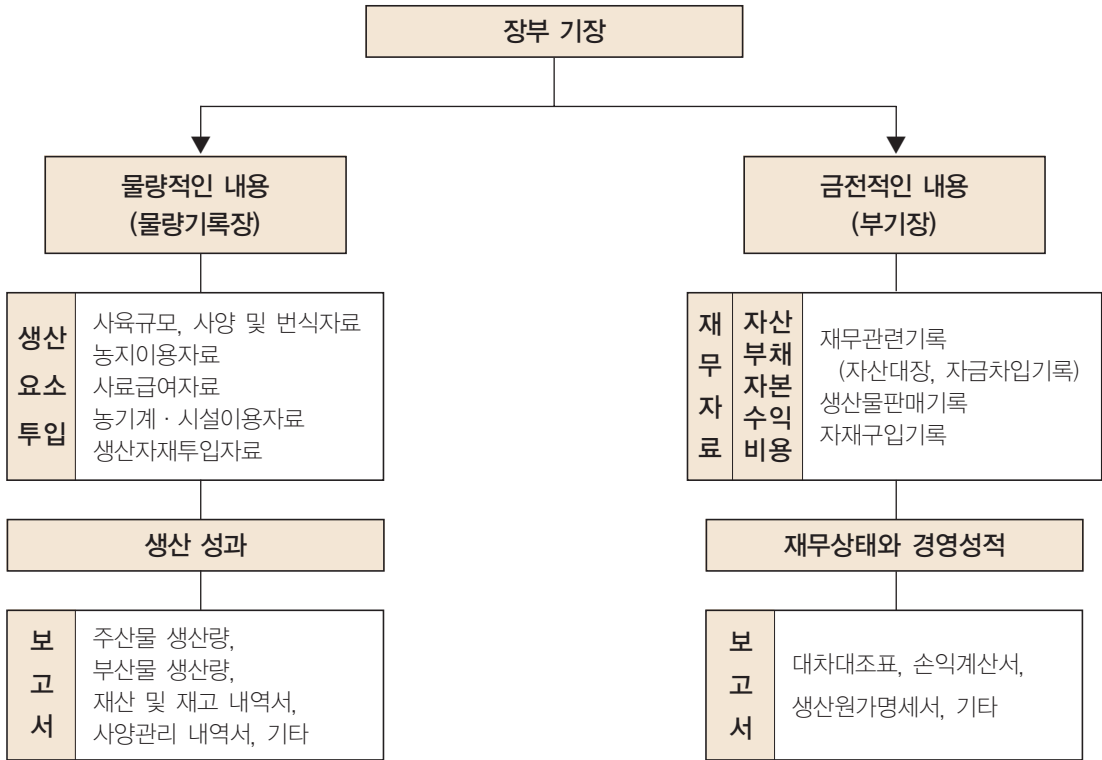 장부 기장
물량적인 내용
(물량기록장)
생산
요소
투입
사육규모, 사양 및 번식자료
농지이용자료
사료급여자료
농기계 · 시설이용자료
생산자재투입자료
생산 성과
보
고
서
주산물 생산량,
부산물 생산량,
재산 및 재고 내역서,
사양관리 내역서, 기타
금전적인 내용
(부기장)
재
무
자
료
자산
부채
자본
수익
비용
재무관련기록
(자산대장, 자금차입기록)
생산물판매기록
자재구입기록
재무상태와 경영성적
보
고
서
대차대조표, 손익계산서,
생산원가명세서, 기타